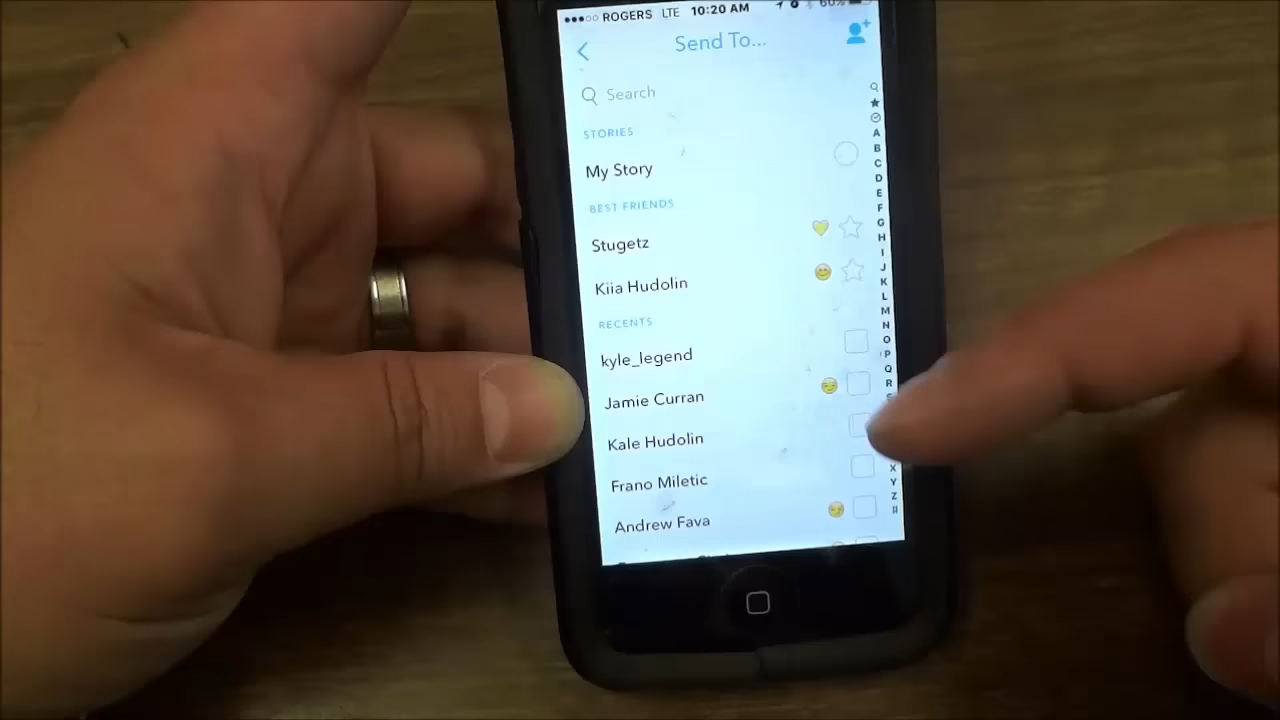 ROGERS LTE 10:20 AM 60%
Send To...
Search
STORIES
My Story
BEST FRIENDS
Stugetz
Kiia Hudolin
RECENTS
kyle_legend
Jamie Curran
Kale Hudolin
Frano Miletic
Andrew Fava
A
B
C
D
E
F
G
H
I
J
K
L
M
N
O
P
Q
R
S
X
Y
Z
#